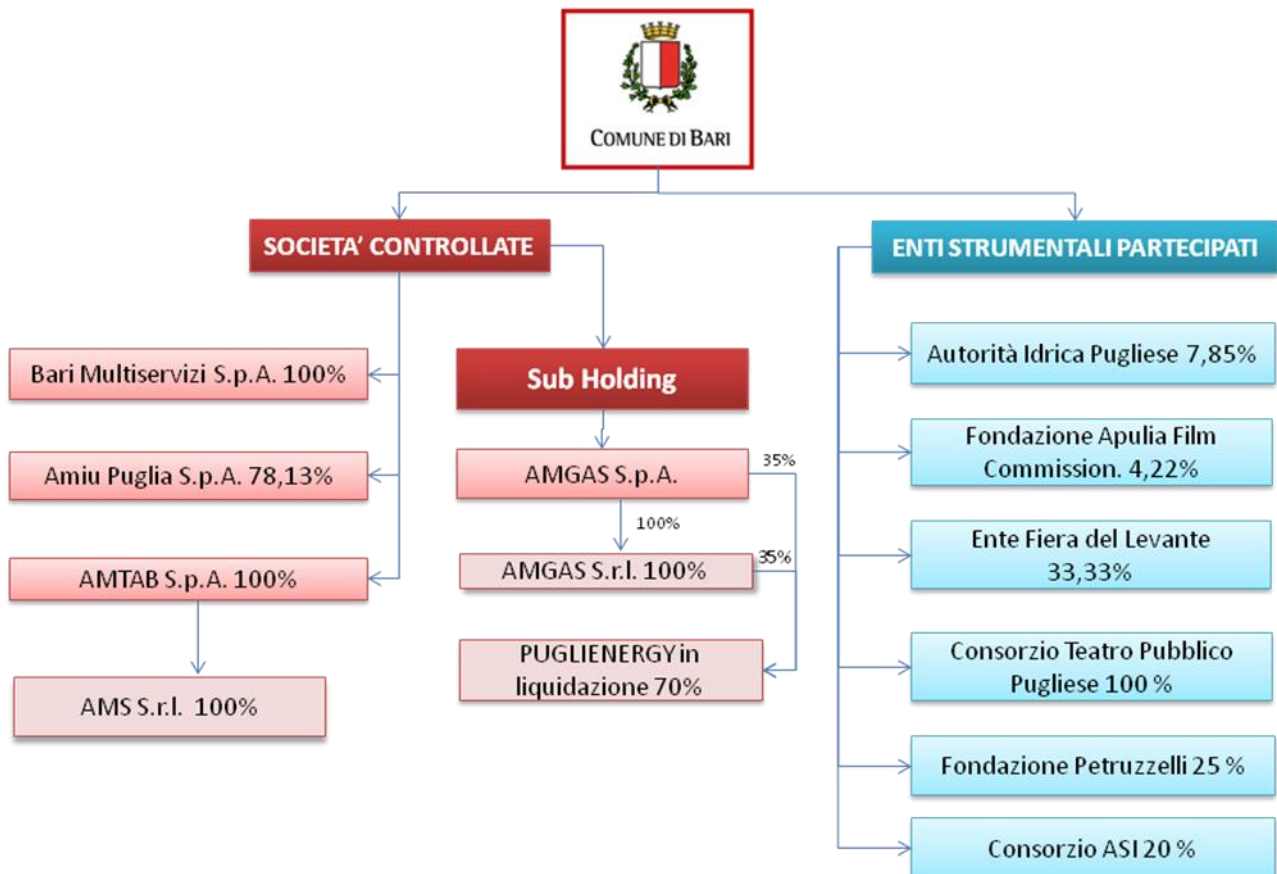 COMUNE DI BARI
SOCIETA’ CONTROLLATE
ENTI STRUMENTALI PARTECIPATI
Bari Multiservizi S.p.A. 100%
Amiu Puglia S.p.A. 78,13%
AMTAB S.p.A. 100%
AMS S.r.l. 100%
Sub Holding
AMGAS S.p.A.
35%
100%
AMGAS S.r.l. 100%
35%
PUGLIENERGY in
liquidazione 70%
Autorità Idrica Pugliese 7,85%
Fondazione Apulia Film
Commission. 4,22%
Ente Fiera del Levante
33,33%
Consorzio Teatro Pubblico
Pugliese 100 %
Fondazione Petruzzelli 25 %
Consorzio ASI 20 %